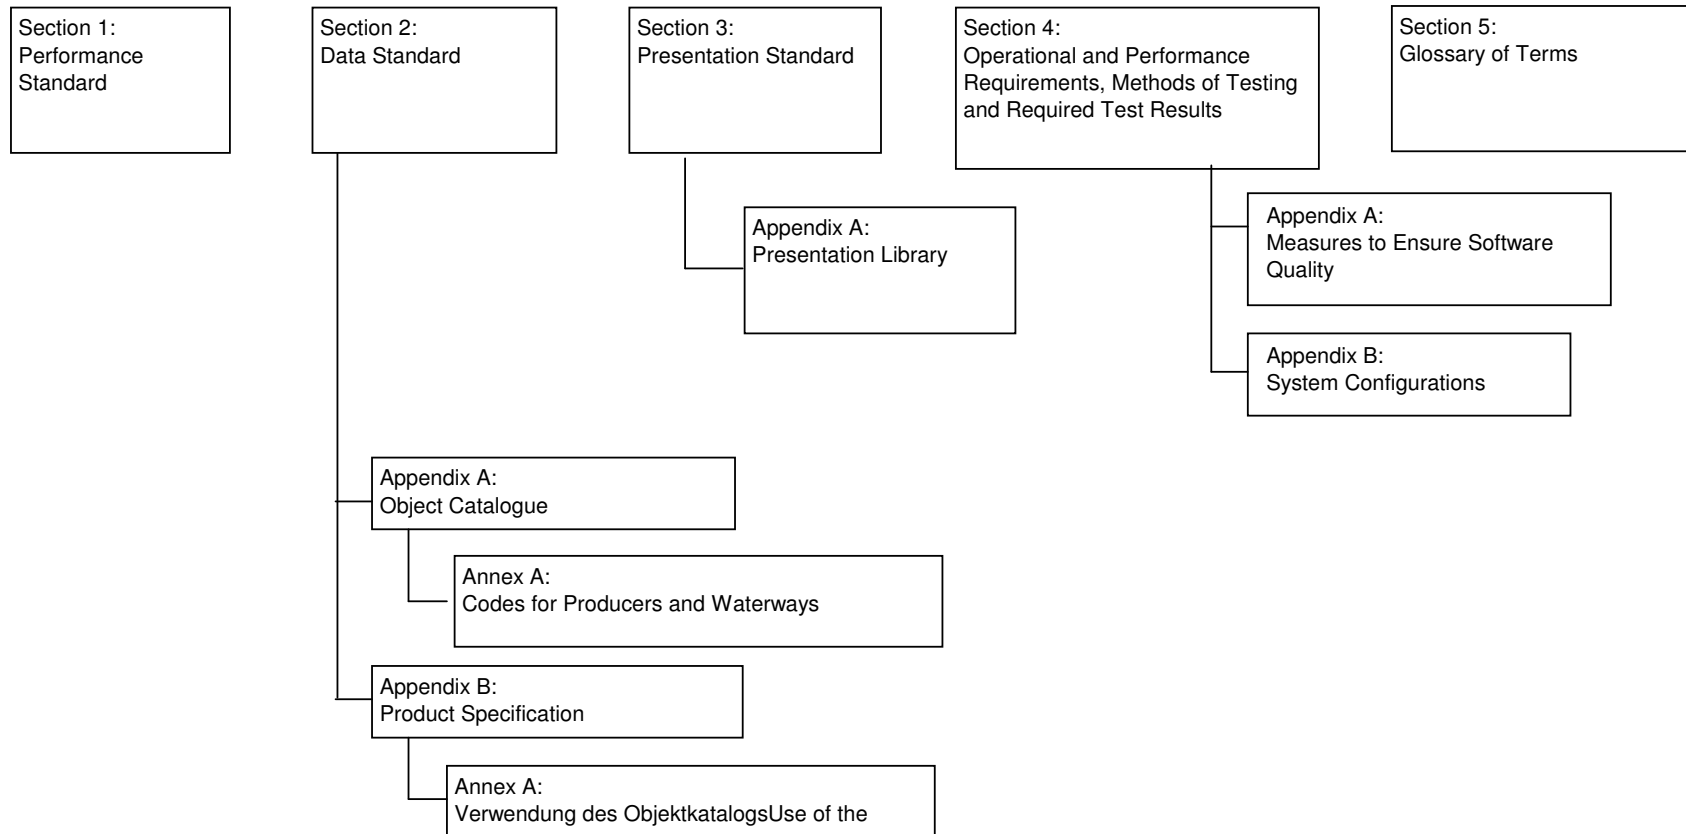 Section 1:
Performance
Standard
Section 2:
Data Standard
Section 3:
Presentation Standard
Section 4:
Operational and Performance
Requirements, Methods of Testing
and Required Test Results
Section 5:
Glossary of Terms
Appendix A:
Presentation Library
Appendix A:
Measures to Ensure Software
Quality
Appendix B:
System Configurations
Appendix A:
Object Catalogue
Annex A:
Codes for Producers and Waterways
Appendix B:
Product Specification
Annex A:
Verwendung des ObjektkatalogsUse of the